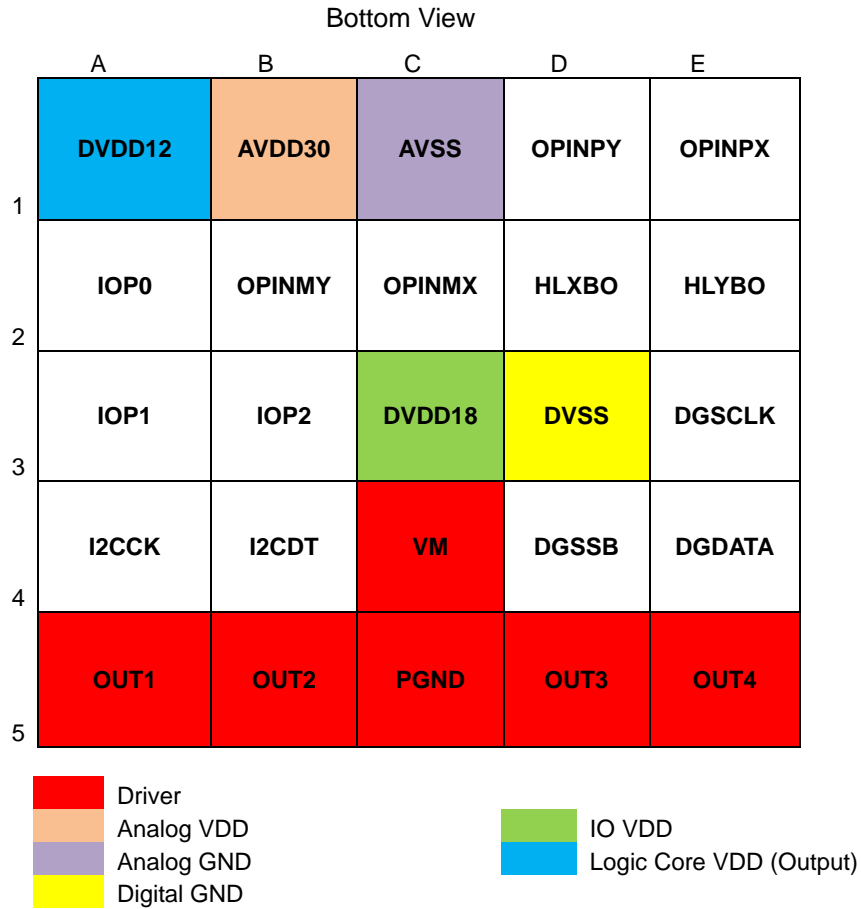 Bottom View
A B C D E
DVDD12 AVDD30 AVSS OPINPY OPINPX
1
IOP0 OPINMY OPINMX HLXBO HLYBO
2
IOP1 IOP2 DVDD18 DVSS DGSCLK
3
I2CCK I2CDT VM DGSSB DGDATA
4
OUT1 OUT2 PGND OUT3 OUT4
5
Driver
Analog VDD IO VDD
Analog GND Logic Core VDD (Output)
Digital GND